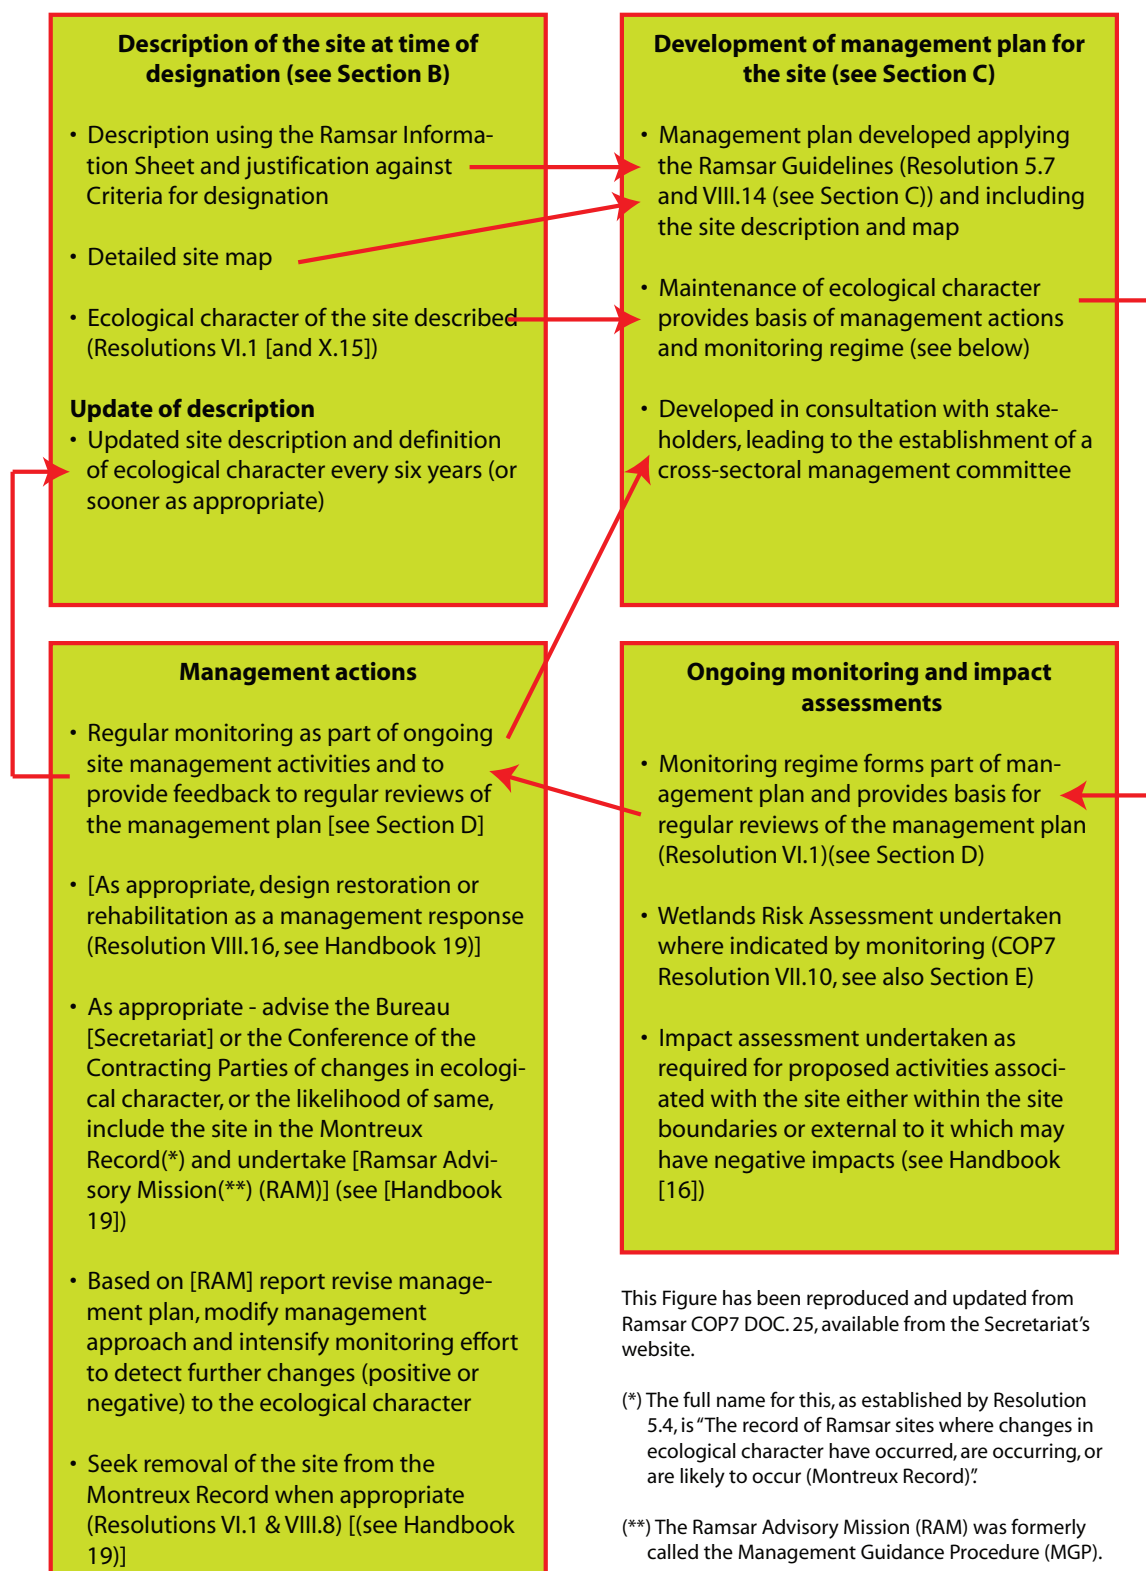 Description of the site at time of
designation (see Section B)
• Description using the Ramsar Informa-
tion Sheet and justification against
Criteria for designation
• Detailed site map
• Ecological character of the site described
(Resolutions VI.1 [and X.15])
Update of description
• Updated site description and definition
of ecological character every six years (or
sooner as appropriate)
Development of management plan for
the site (see Section C)
• Management plan developed applying
the Ramsar Guidelines (Resolution 5.7
and VIII.14 (see Section C)) and including
the site description and map
• Maintenance of ecological character
provides basis of management actions
and monitoring regime (see below)
• Developed in consultation with stake-
holders, leading to the establishment of a
cross-sectoral management committee
Management actions
• Regular monitoring as part of ongoing
site management activities and to
provide feedback to regular reviews of
the management plan [see Section D]
• [As appropriate, design restoration or
rehabilitation as a management response
(Resolution VIII.16, see Handbook 19)]
• As appropriate - advise the Bureau
[Secretariat] or the Conference of the
Contracting Parties of changes in ecologi-
cal character, or the likelihood of same,
include the site in the Montreux
Record(*) and undertake [Ramsar Advi-
sory Mission(**) (RAM)] (see [Handbook
19])
• Based on [RAM] report revise manage-
ment plan, modify management
approach and intensify monitoring effort
to detect further changes (positive or
negative) to the ecological character
• Seek removal of the site from the
Montreux Record when appropriate
(Resolutions VI.1 & VIII.8) [(see Handbook
19)]
Ongoing monitoring and impact
assessments
• Monitoring regime forms part of man-
agement plan and provides basis for
regular reviews of the management plan
(Resolution VI.1)(see Section D)
• Wetlands Risk Assessment undertaken
where indicated by monitoring (COP7
Resolution VII.10, see also Section E)
• Impact assessment undertaken as
required for proposed activities associ-
ated with the site either within the site
boundaries or external to it which may
have negative impacts (see Handbook
[16])
This Figure has been reproduced and updated from
Ramsar COP7 DOC. 25, available from the Secretariat's
website.
(*) The full name for this, as established by Resolution
5.4, is "The record of Ramsar sites where changes in
ecological character have occurred, are occurring, or
are likely to occur (Montreux Record)".
(**) The Ramsar Advisory Mission (RAM) was formerly
called the Management Guidance Procedure (MGP).